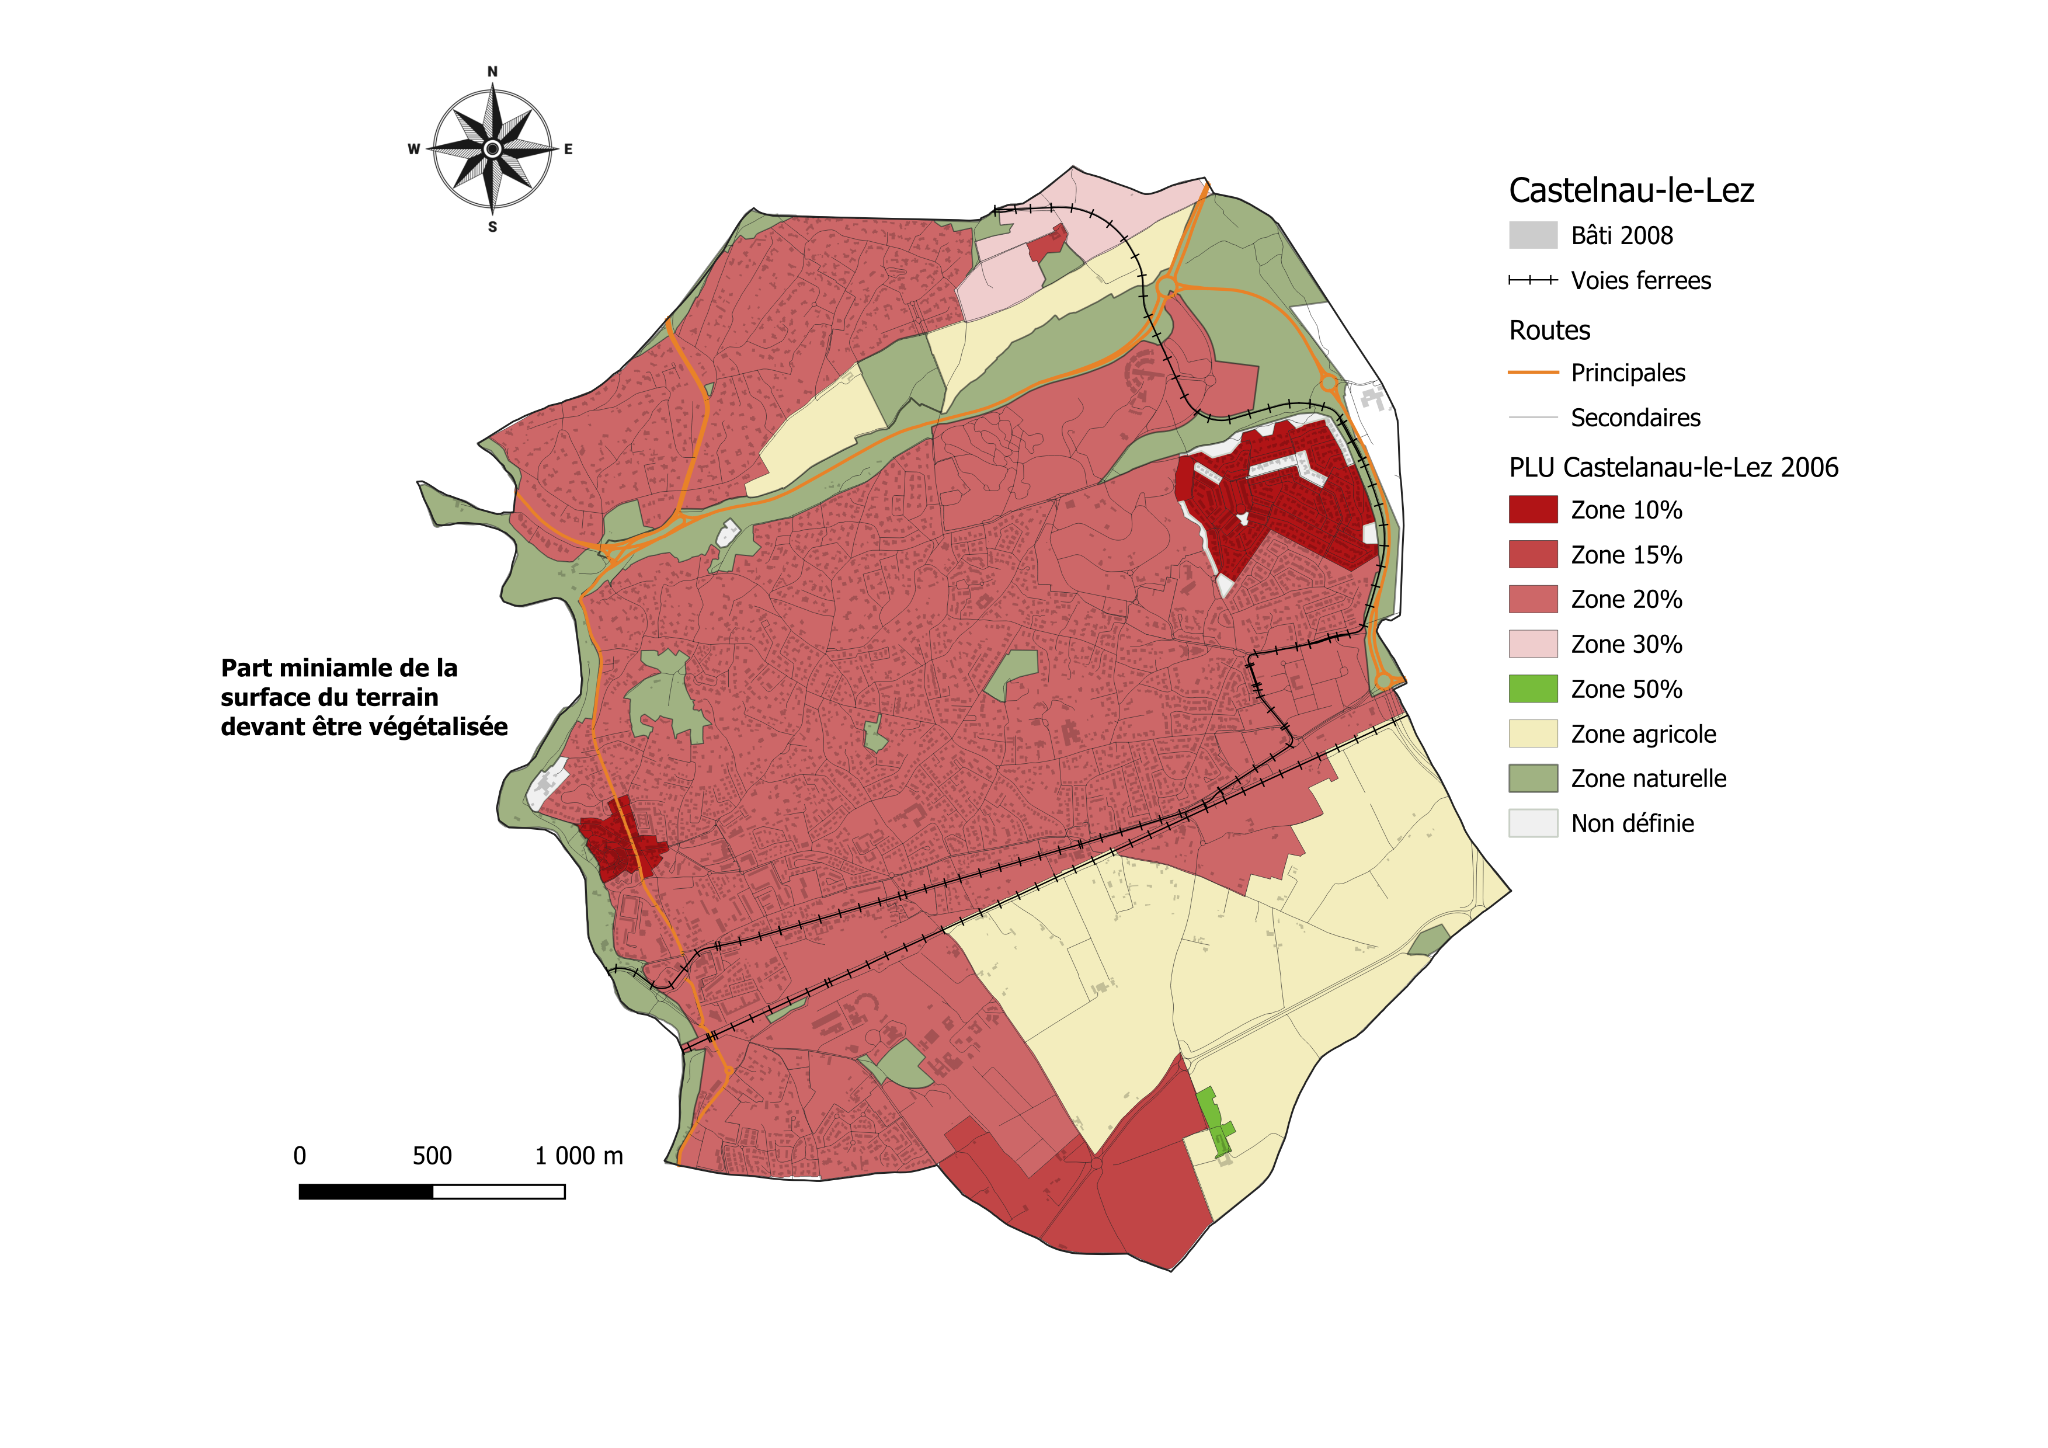 N
W
E
S
Castelnau-le-Lez
Bâti 2008
Voies ferrees
Routes
Principales
Secondaires
PLU Castelanau-le-Lez 2006
Zone 10%
Zone 15%
Zone 20%
Zone 30%
Zone 50%
Zone agricole
Zone naturelle
Non définie
Part miniamle de la
surface du terrain
devant être végétalisée
0 500 1 000 m